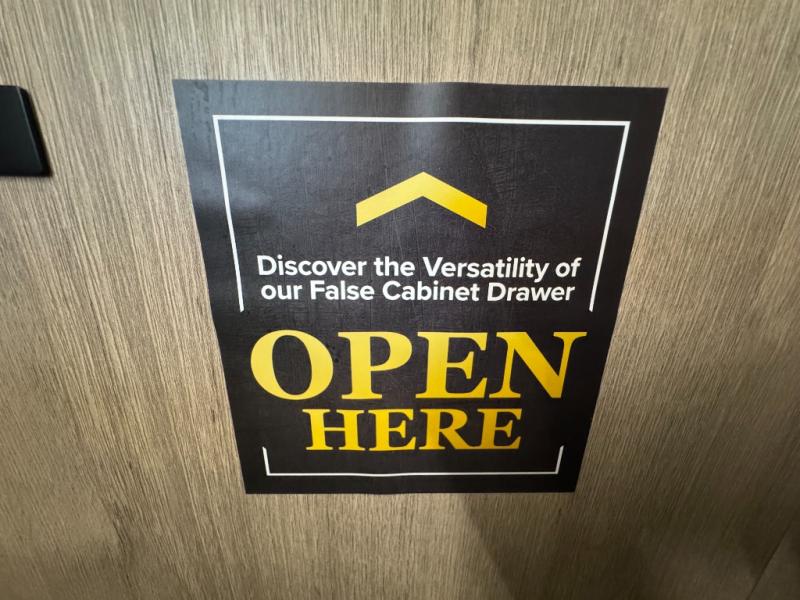 Discover the Versatility of
our False Cabinet Drawer
OPEN
HERE